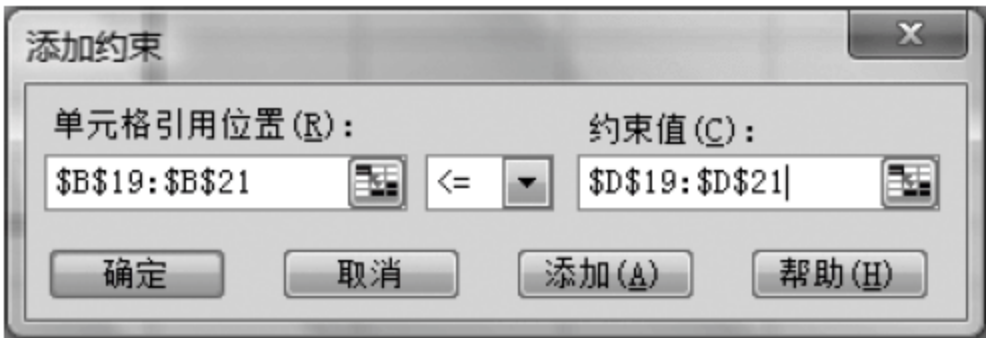 添加约束
单元格引用位置(R)：
约束值(C)：
$B$19:$B$21
<=
$D$19:$D$21
确定
取消
添加(A)
帮助(H)